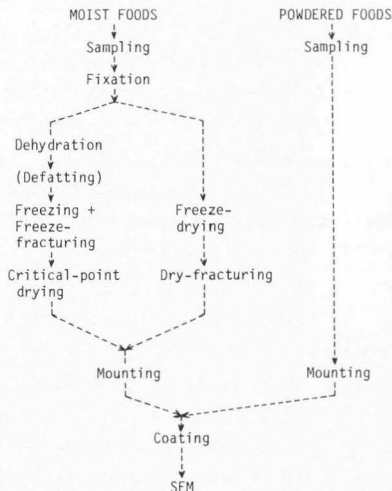 MOIST FOODS
POWDERED FOODS
Sampling
Sampling
Fixation
Dehydration
(Defatting)
Freezing +
Freeze-
fracturing
Freeze-
drying
Critical-point
drying
Dry-fracturing
Mounting
Mounting
Coating
SEM